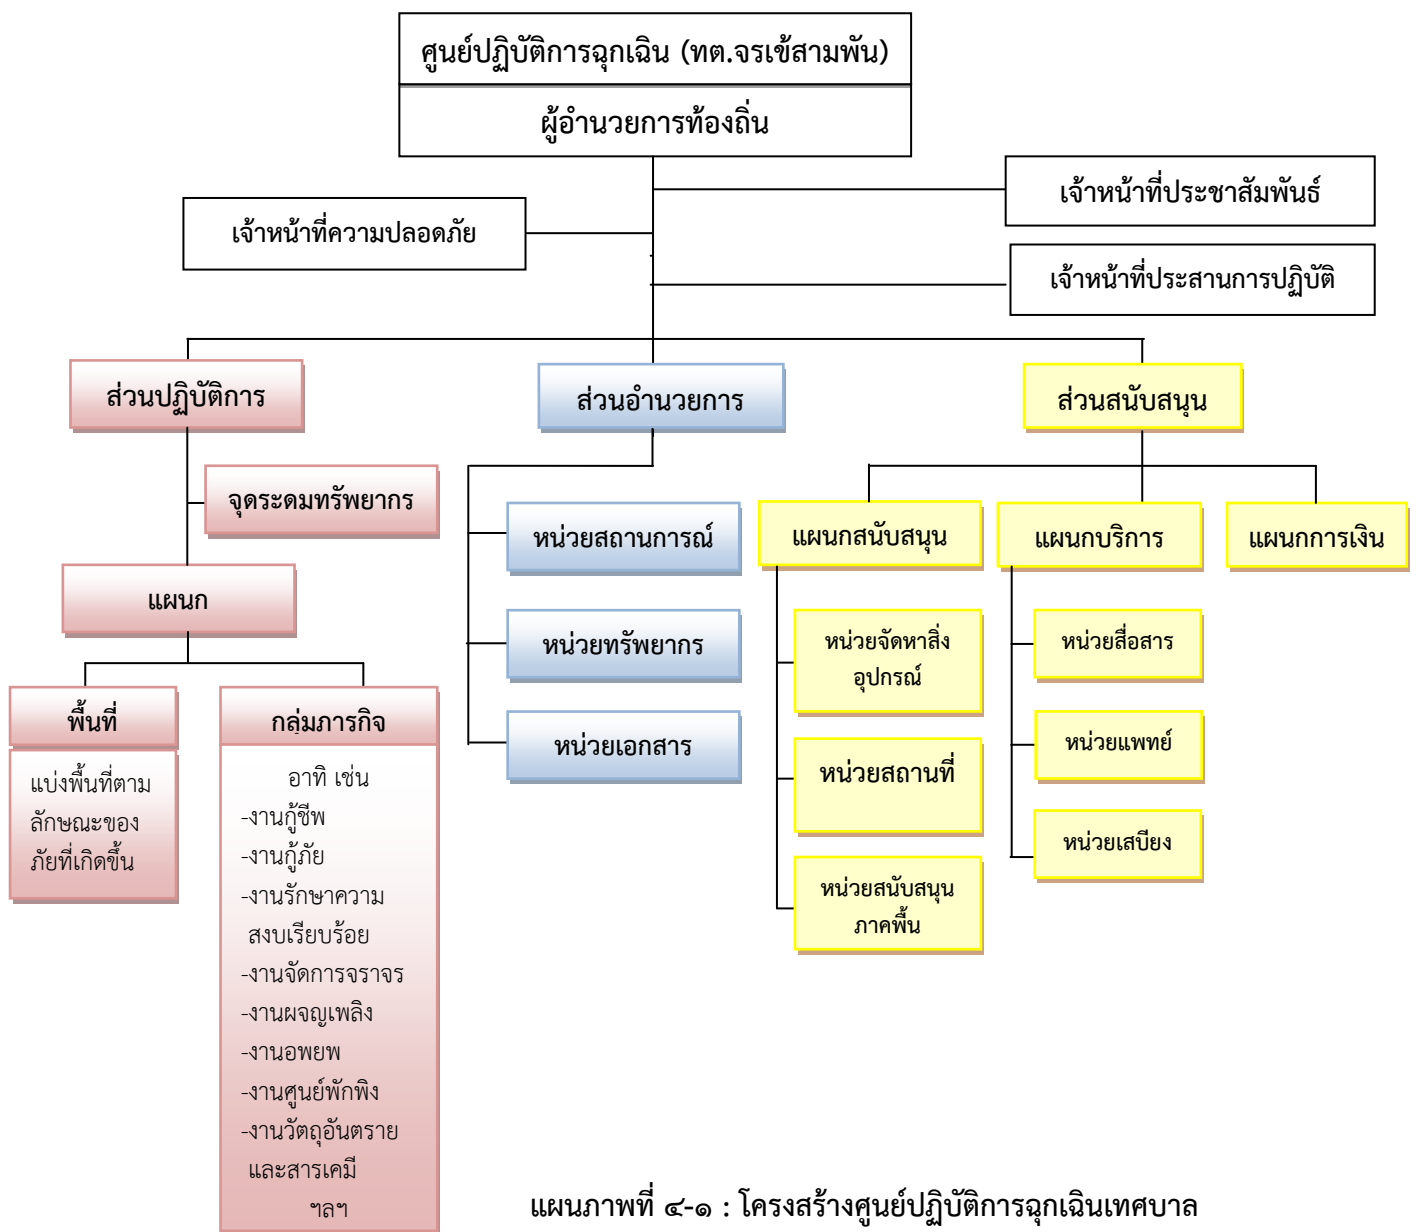 ศูนย์ปฏิบัติการฉุกเฉิน (ทต.จรเข้สามพัน)
ผู้อำนวยการท้องถิ่น
เจ้าหน้าที่ประชาสัมพันธ์
เจ้าหน้าที่ความปลอดภัย
เจ้าหน้าที่ประสานการปฏิบัติ
ส่วนปฏิบัติการ
ส่วนอำนวยการ
ส่วนสนับสนุน
จุดระดมทรัพยากร
แผนก
พื้นที่
แบ่งพื้นที่ตาม
ลักษณะของ
ภัยที่เกิดขึ้น
กลุ่มภารกิจ
อาทิ เช่น
-งานกู้ชีพ
-งานกู้ภัย
-งานรักษาความ
สงบเรียบร้อย
-งานจัดการจราจร
-งานผจญเพลิง
-งานอพยพ
-งานศูนย์พักพิง
-งานวัตถุอันตราย
และสารเคมี
ฯลฯ
หน่วยสถานการณ์
หน่วยทรัพยากร
หน่วยเอกสาร
แผนกสนับสนุน
หน่วยจัดหาสิ่ง
อุปกรณ์
หน่วยสถานที่
หน่วยสนับสนุน
ภาคพื้น
แผนกบริการ
หน่วยสื่อสาร
หน่วยแพทย์
หน่วยเสบียง
แผนกการเงิน
แผนภาพที่ ๔-๑ : โครงสร้างศูนย์ปฏิบัติการฉุกเฉินเทศบาล